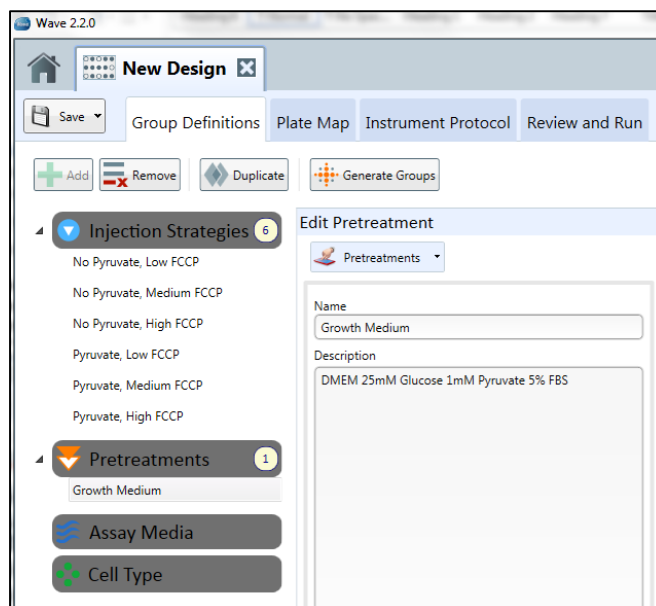 Wave 2.2.0
New Design
Save
Group Definitions Plate Map Instrument Protocol Review and Run
Add Remove Duplicate Generate Groups
Injection Strategies 6
No Pyruvate, Low FCCP
No Pyruvate, Medium FCCP
No Pyruvate, High FCCP
Pyruvate, Low FCCP
Pyruvate, Medium FCCP
Pyruvate, High FCCP
Pretreatments 1
Growth Medium
Assay Media
Cell Type
Edit Pretreatment
Pretreatments
Name
Growth Medium
Description
DMEM 25mM Glucose 1mM Pyruvate 5% FBS